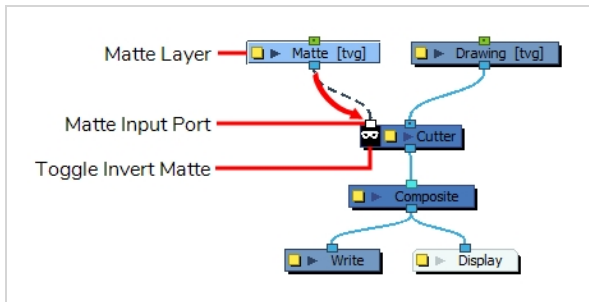 Matte Layer
Matte [tvg]
Drawing [tvg]
Matte Input Port
Cutter
Toggle Invert Matte
Composite
Write
Display